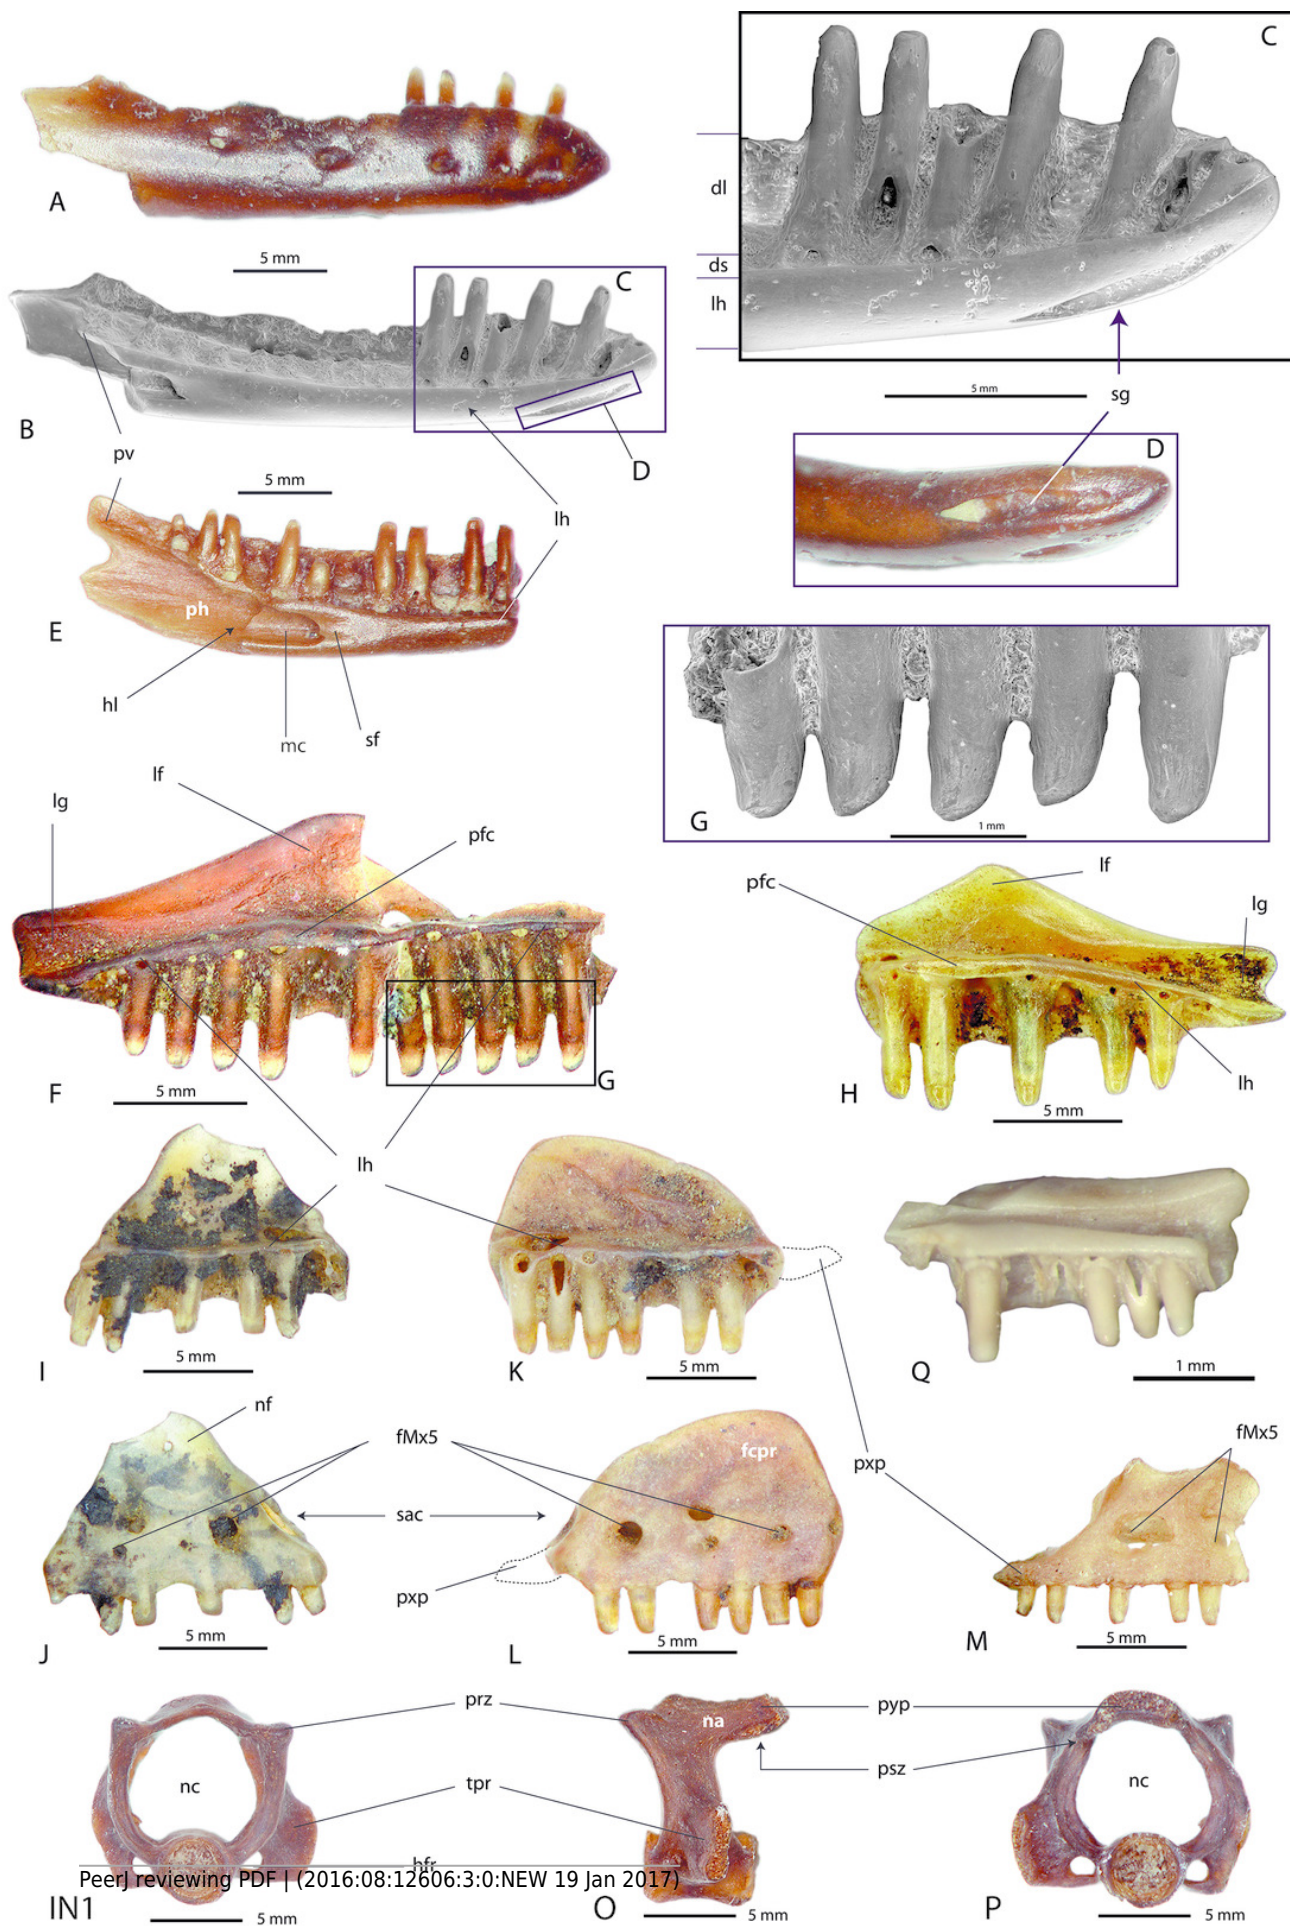 C
A
dl
5 mm
ds
C
lh
5 mm
B
sg
pv
D
D
5 mm
lh
ph
E
hl
mc
sf
lf
G
1 mm
lg
pfc
lf
pfc
lg
F
5 mm
G
H
lh
5 mm
lh
I
5 mm
K
5 mm
Q
1 mm
nf
fMx5
fcpr
pxp
fMx5
sac
pxp
J
5 mm
L
5 mm
M
5 mm
prz
na
pyp
nc
psz
nc
tpr
hfr
PeerJ reviewing PDF | (2016:08:12606:3:0:NEW 19 Jan 2017)
IN1
5 mm
O
5 mm
P
5 mm